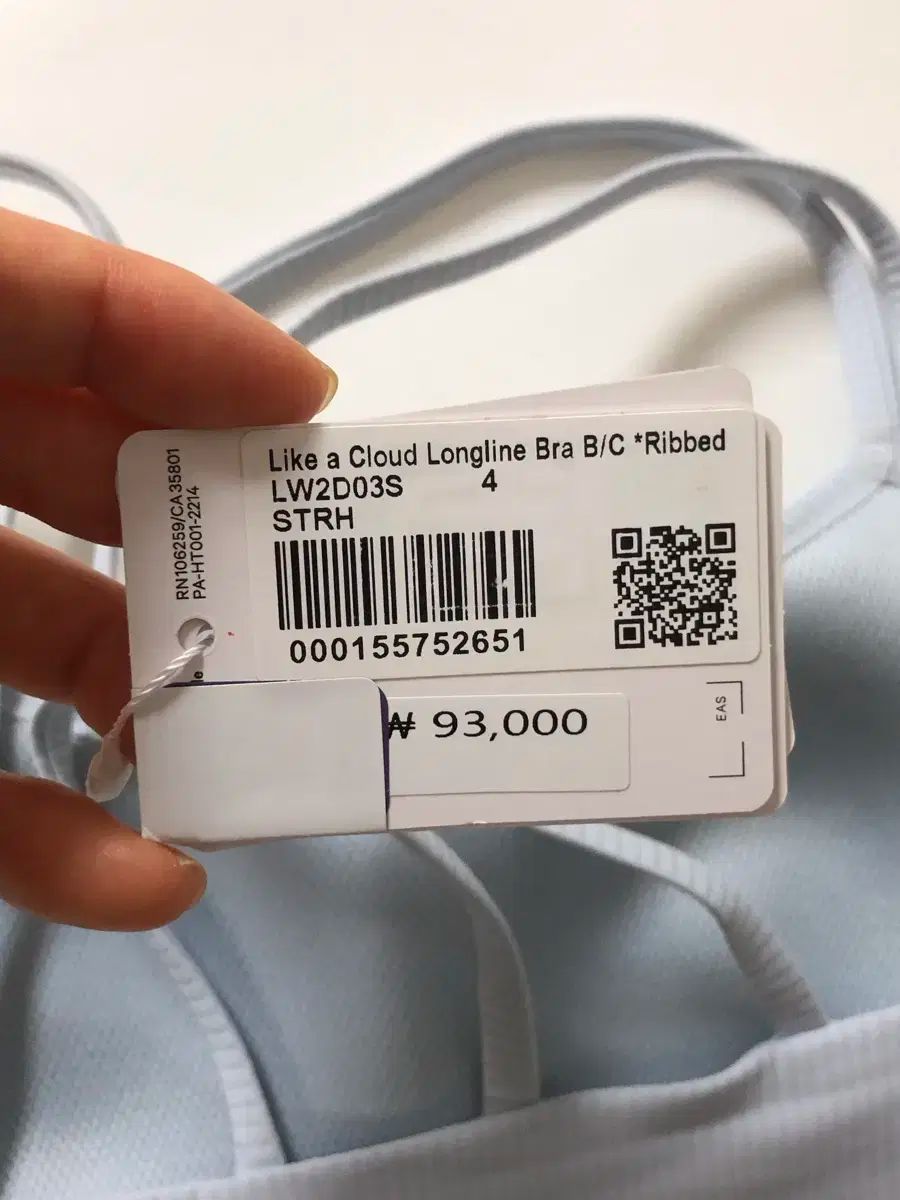 RN106259/CA35801
PA-HT001-2214
Like a Cloud Longline Bra B/C *Ribbed
LW2D03S 4
STRH
000155752651
₩ 93,000
EAS